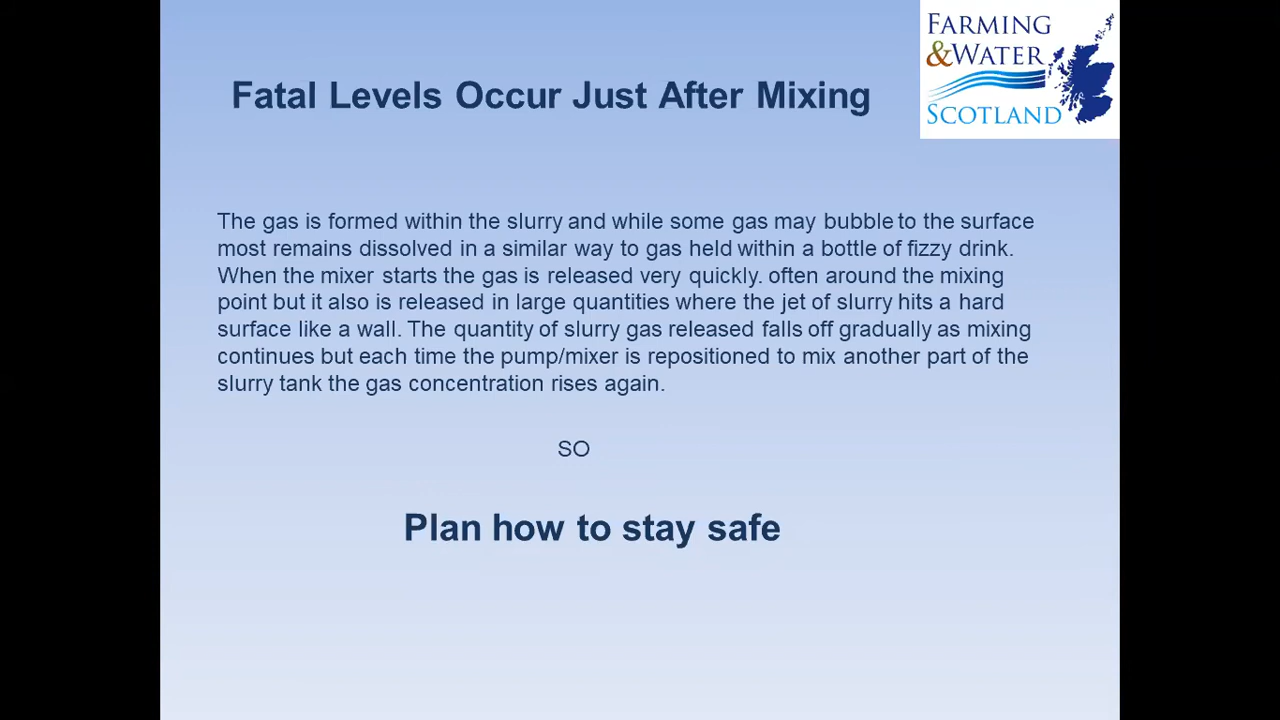 FARMING
&WATER
SCOTLAND
Fatal Levels Occur Just After Mixing
The gas is formed within the slurry and while some gas may bubble to the surface
most remains dissolved in a similar way to gas held within a bottle of fizzy drink.
When the mixer starts the gas is released very quickly. often around the mixing
point but it also is released in large quantities where the jet of slurry hits a hard
surface like a wall. The quantity of slurry gas released falls off gradually as mixing
continues but each time the pump/mixer is repositioned to mix another part of the
slurry tank the gas concentration rises again.
SO
Plan how to stay safe